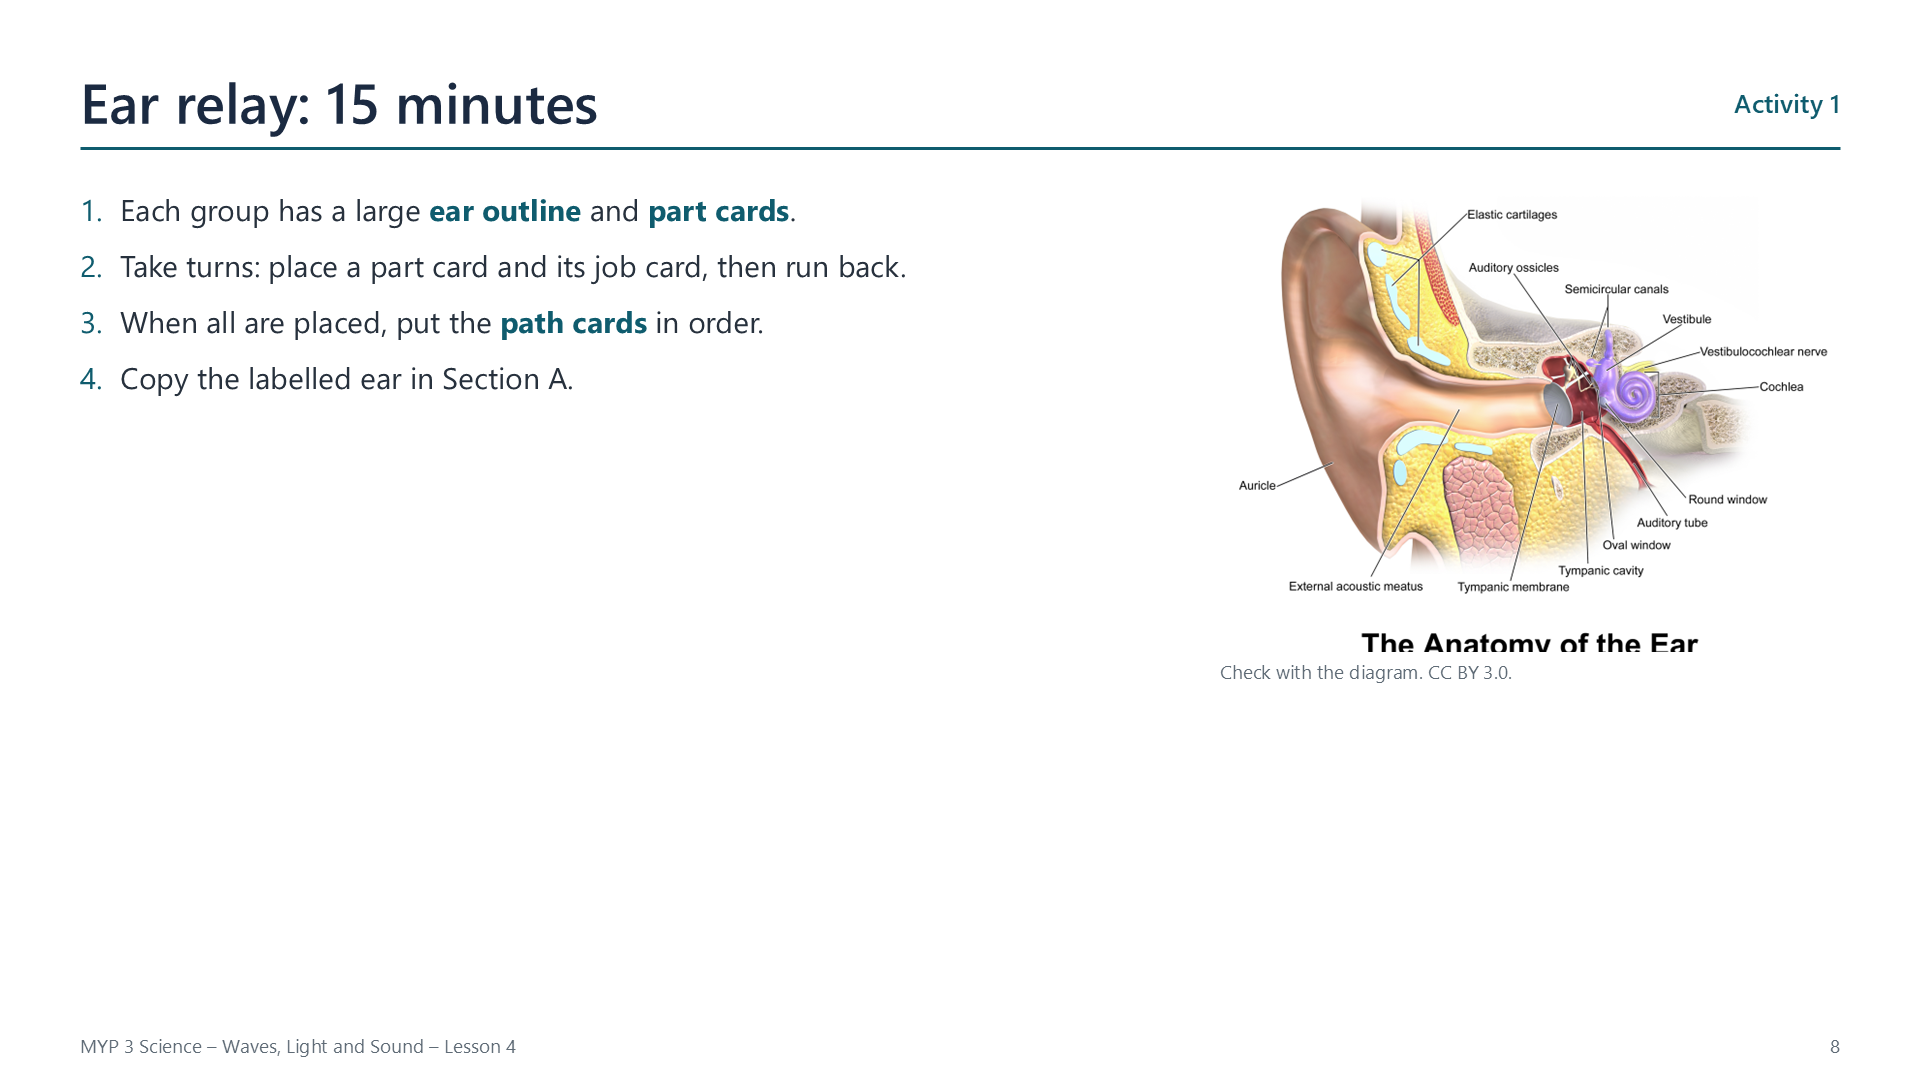 Ear relay: 15 minutes
Activity 1
1. Each group has a large ear outline and part cards.
2. Take turns: place a part card and its job card, then run back.
3. When all are placed, put the path cards in order.
4. Copy the labelled ear in Section A.
Elastic cartilages
Auditory ossicles
Semicircular canals
Vestibule
Vestibulocochlear nerve
Cochlea
Auricle
Round window
Auditory tube
Oval window
Tympanic cavity
External acoustic meatus
Tympanic membrane
The Anatomy of the Ear
Check with the diagram. CC BY 3.0.
MYP 3 Science – Waves, Light and Sound – Lesson 4
8